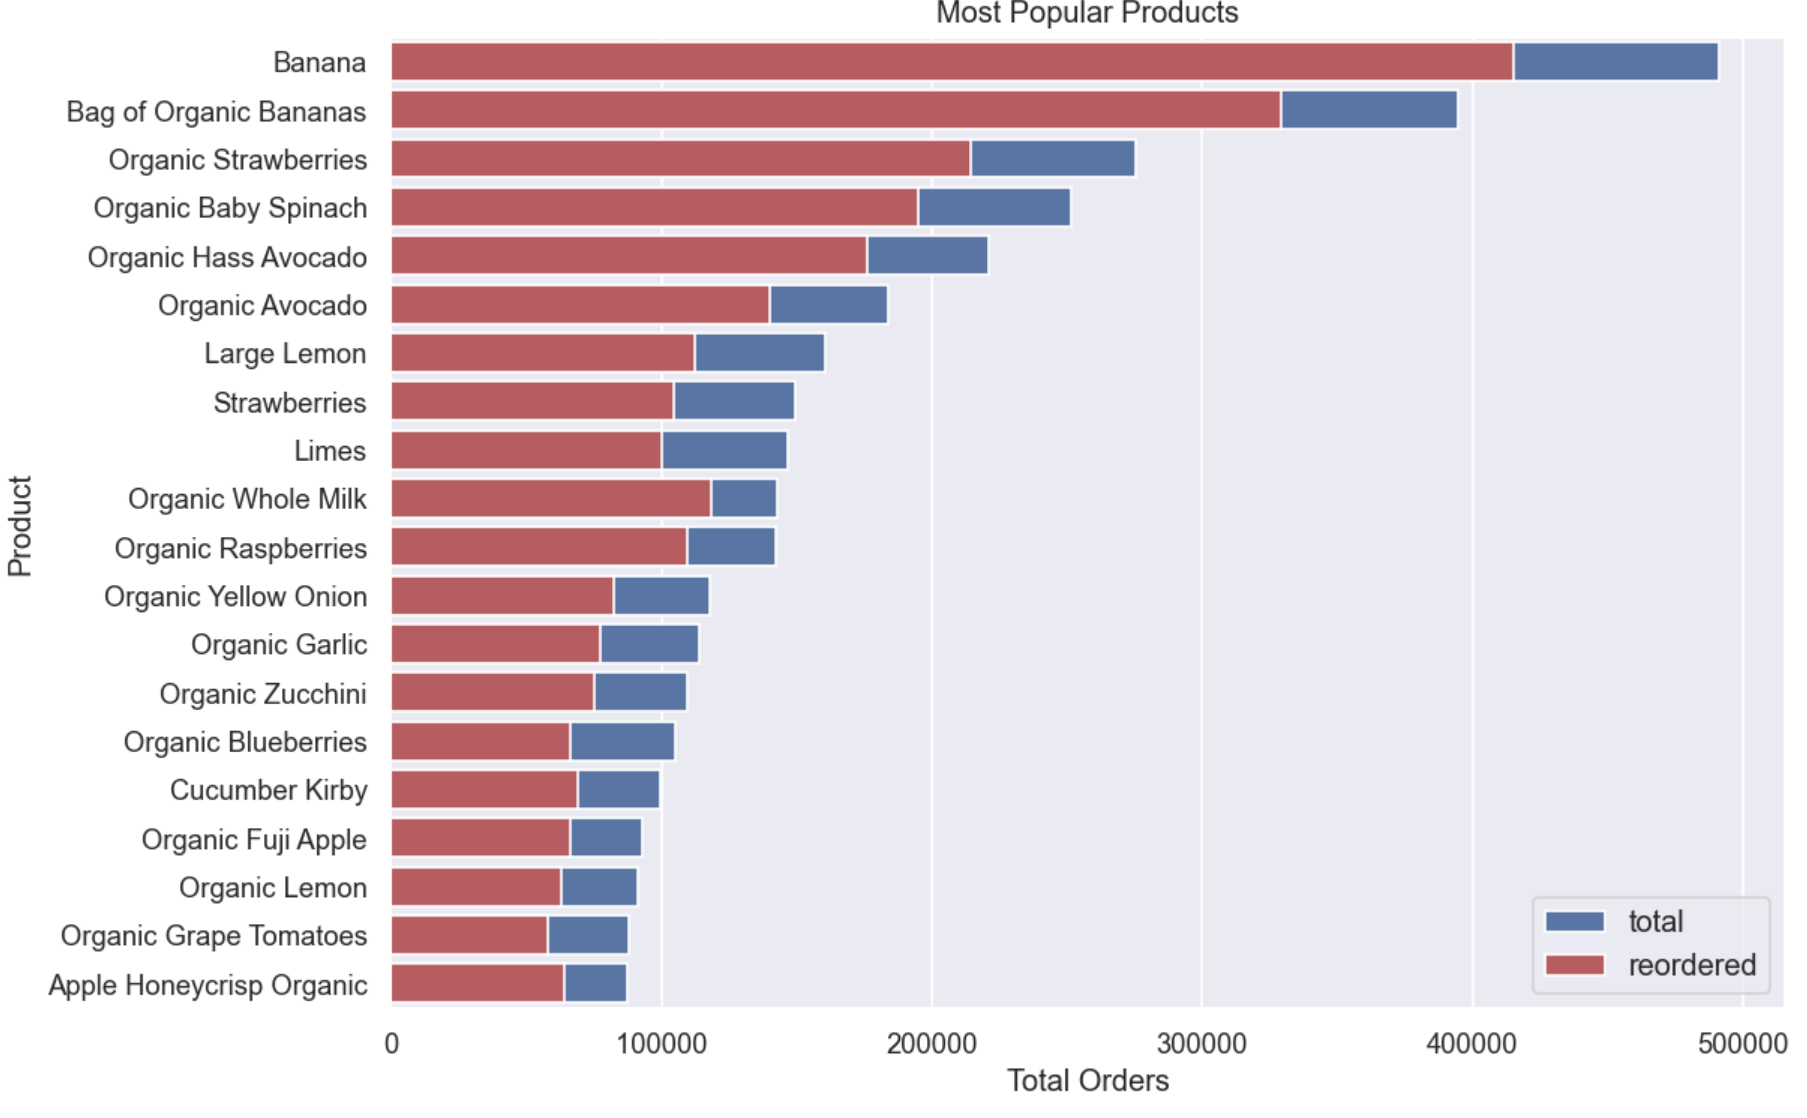 Most Popular Products
Banana
Bag of Organic Bananas
Organic Strawberries
Organic Baby Spinach
Organic Hass Avocado
Organic Avocado
Large Lemon
Strawberries
Limes
Organic Whole Milk
Organic Raspberries
Organic Yellow Onion
Organic Garlic
Organic Zucchini
Organic Blueberries
Cucumber Kirby
Organic Fuji Apple
Organic Lemon
Organic Grape Tomatoes
Apple Honeycrisp Organic
Product
total
reordered
0 100000 200000 300000 400000 500000
Total Orders